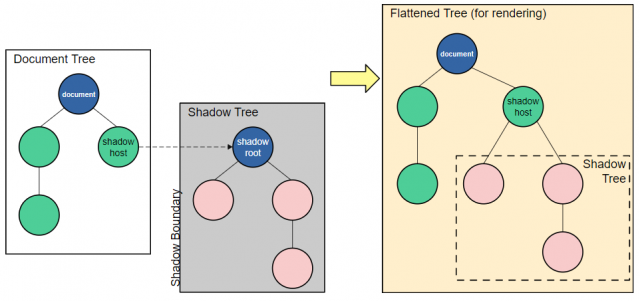 Document Tree
document
shadow
host
Shadow Tree
shadow
root
Shadow Boundary
Flattened Tree (for rendering)
document
shadow
host
Shadow
Tree